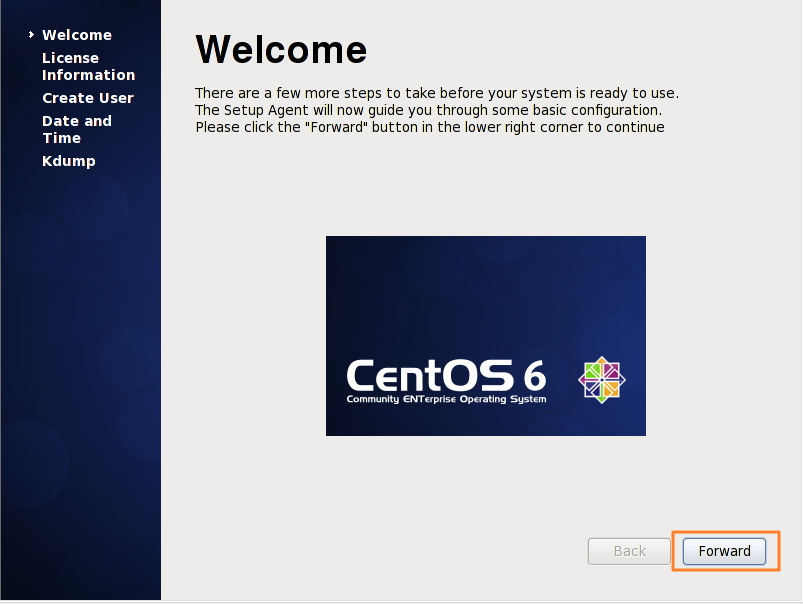 Welcome
License
Information
Create User
Date and
Time
Kdump
Welcome
There are a few more steps to take before your system is ready to use.
The Setup Agent will now guide you through some basic configuration.
Please click the "Forward" button in the lower right corner to continue
CentOS 6
Community ENTerprise Operating System
Back
Forward